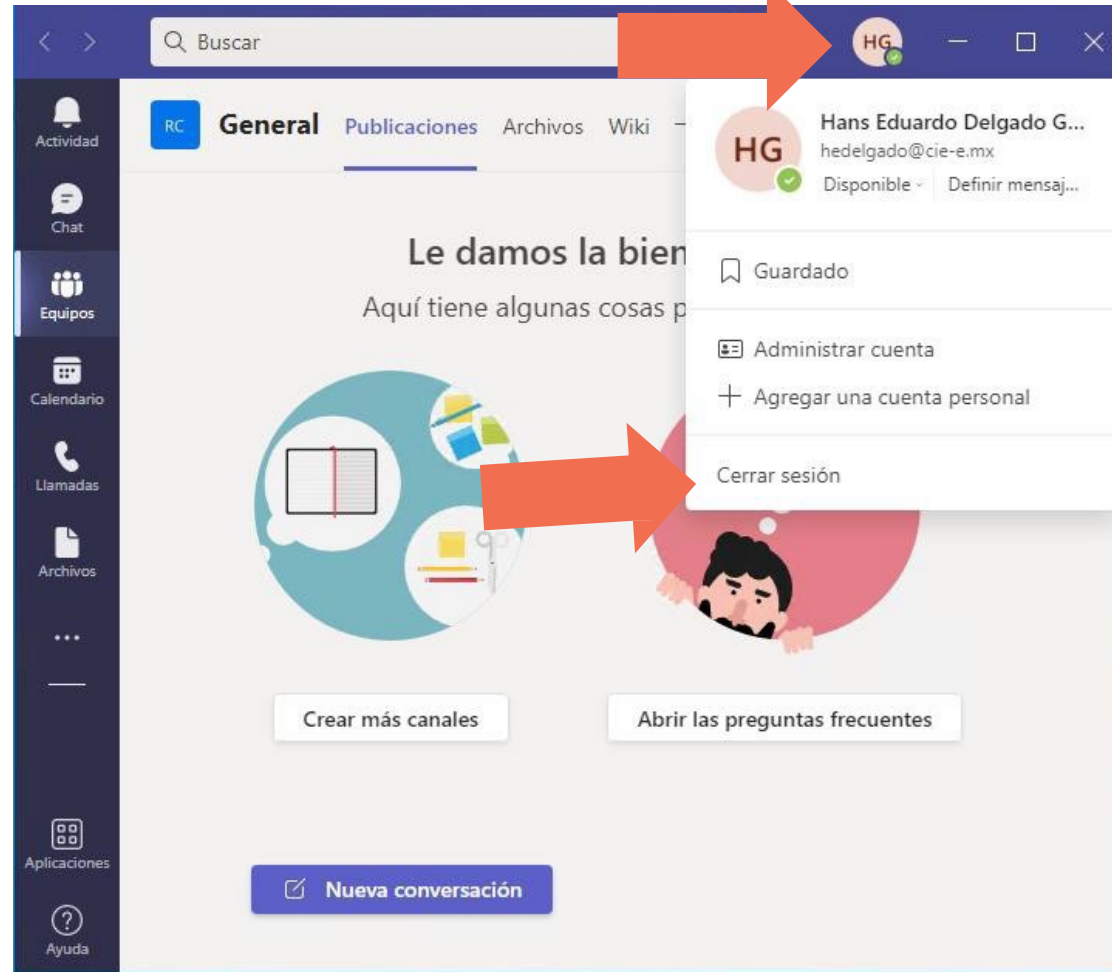 Buscar
HG
Actividad
Chat
Equipos
Calendario
Llamadas
Archivos
...
Aplicaciones
Ayuda
RC General Publicaciones Archivos Wiki
Le damos la bien
Aquí tiene algunas cosas p
Crear más canales
Abrir las preguntas frecuentes
Nueva conversación
HG
Hans Eduardo Delgado G...
hedelgado@cie-e.mx
Disponible Definir mensaj...
Guardado
Administrar cuenta
Agregar una cuenta personal
Cerrar sesión